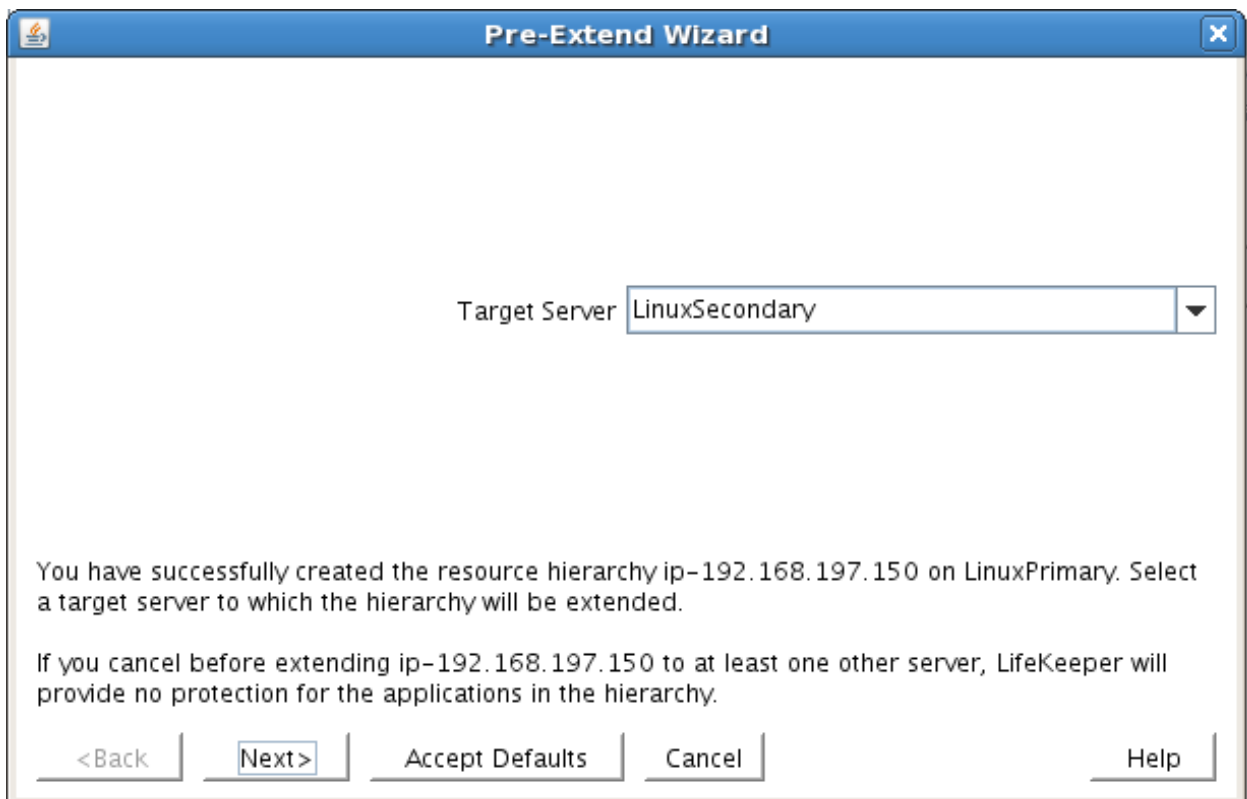 Pre-Extend Wizard
Target Server LinuxSecondary
You have successfully created the resource hierarchy ip-192.168.197.150 on LinuxPrimary. Select
a target server to which the hierarchy will be extended.
If you cancel before extending ip-192.168.197.150 to at least one other server, LifeKeeper will
provide no protection for the applications in the hierarchy.
<Back Next> Accept Defaults Cancel Help